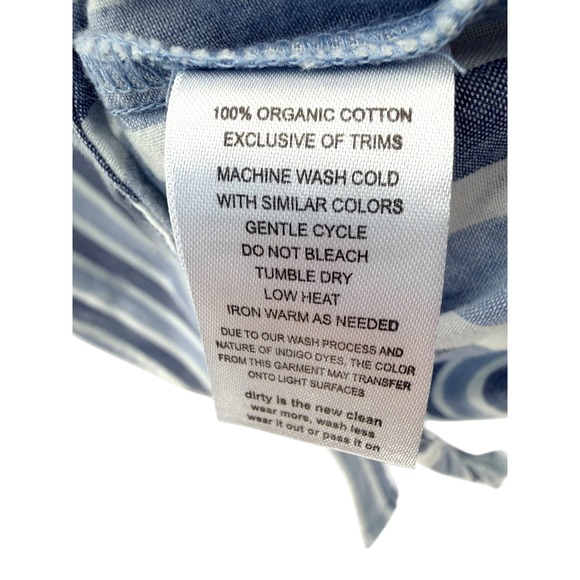 100% ORGANIC COTTON
EXCLUSIVE OF TRIMS
MACHINE WASH COLD
WITH SIMILAR COLORS
GENTLE CYCLE
DO NOT BLEACH
TUMBLE DRY
LOW HEAT
IRON WARM AS NEEDED
DUE TO OUR WASH PROCESS AND
NATURE OF INDIGO DYES, THE COLOR
FROM THIS GARMENT MAY TRANSFER
ONTO LIGHT SURFACES
dirty is the new clean
wear more, wash less
wear it out or pass it on